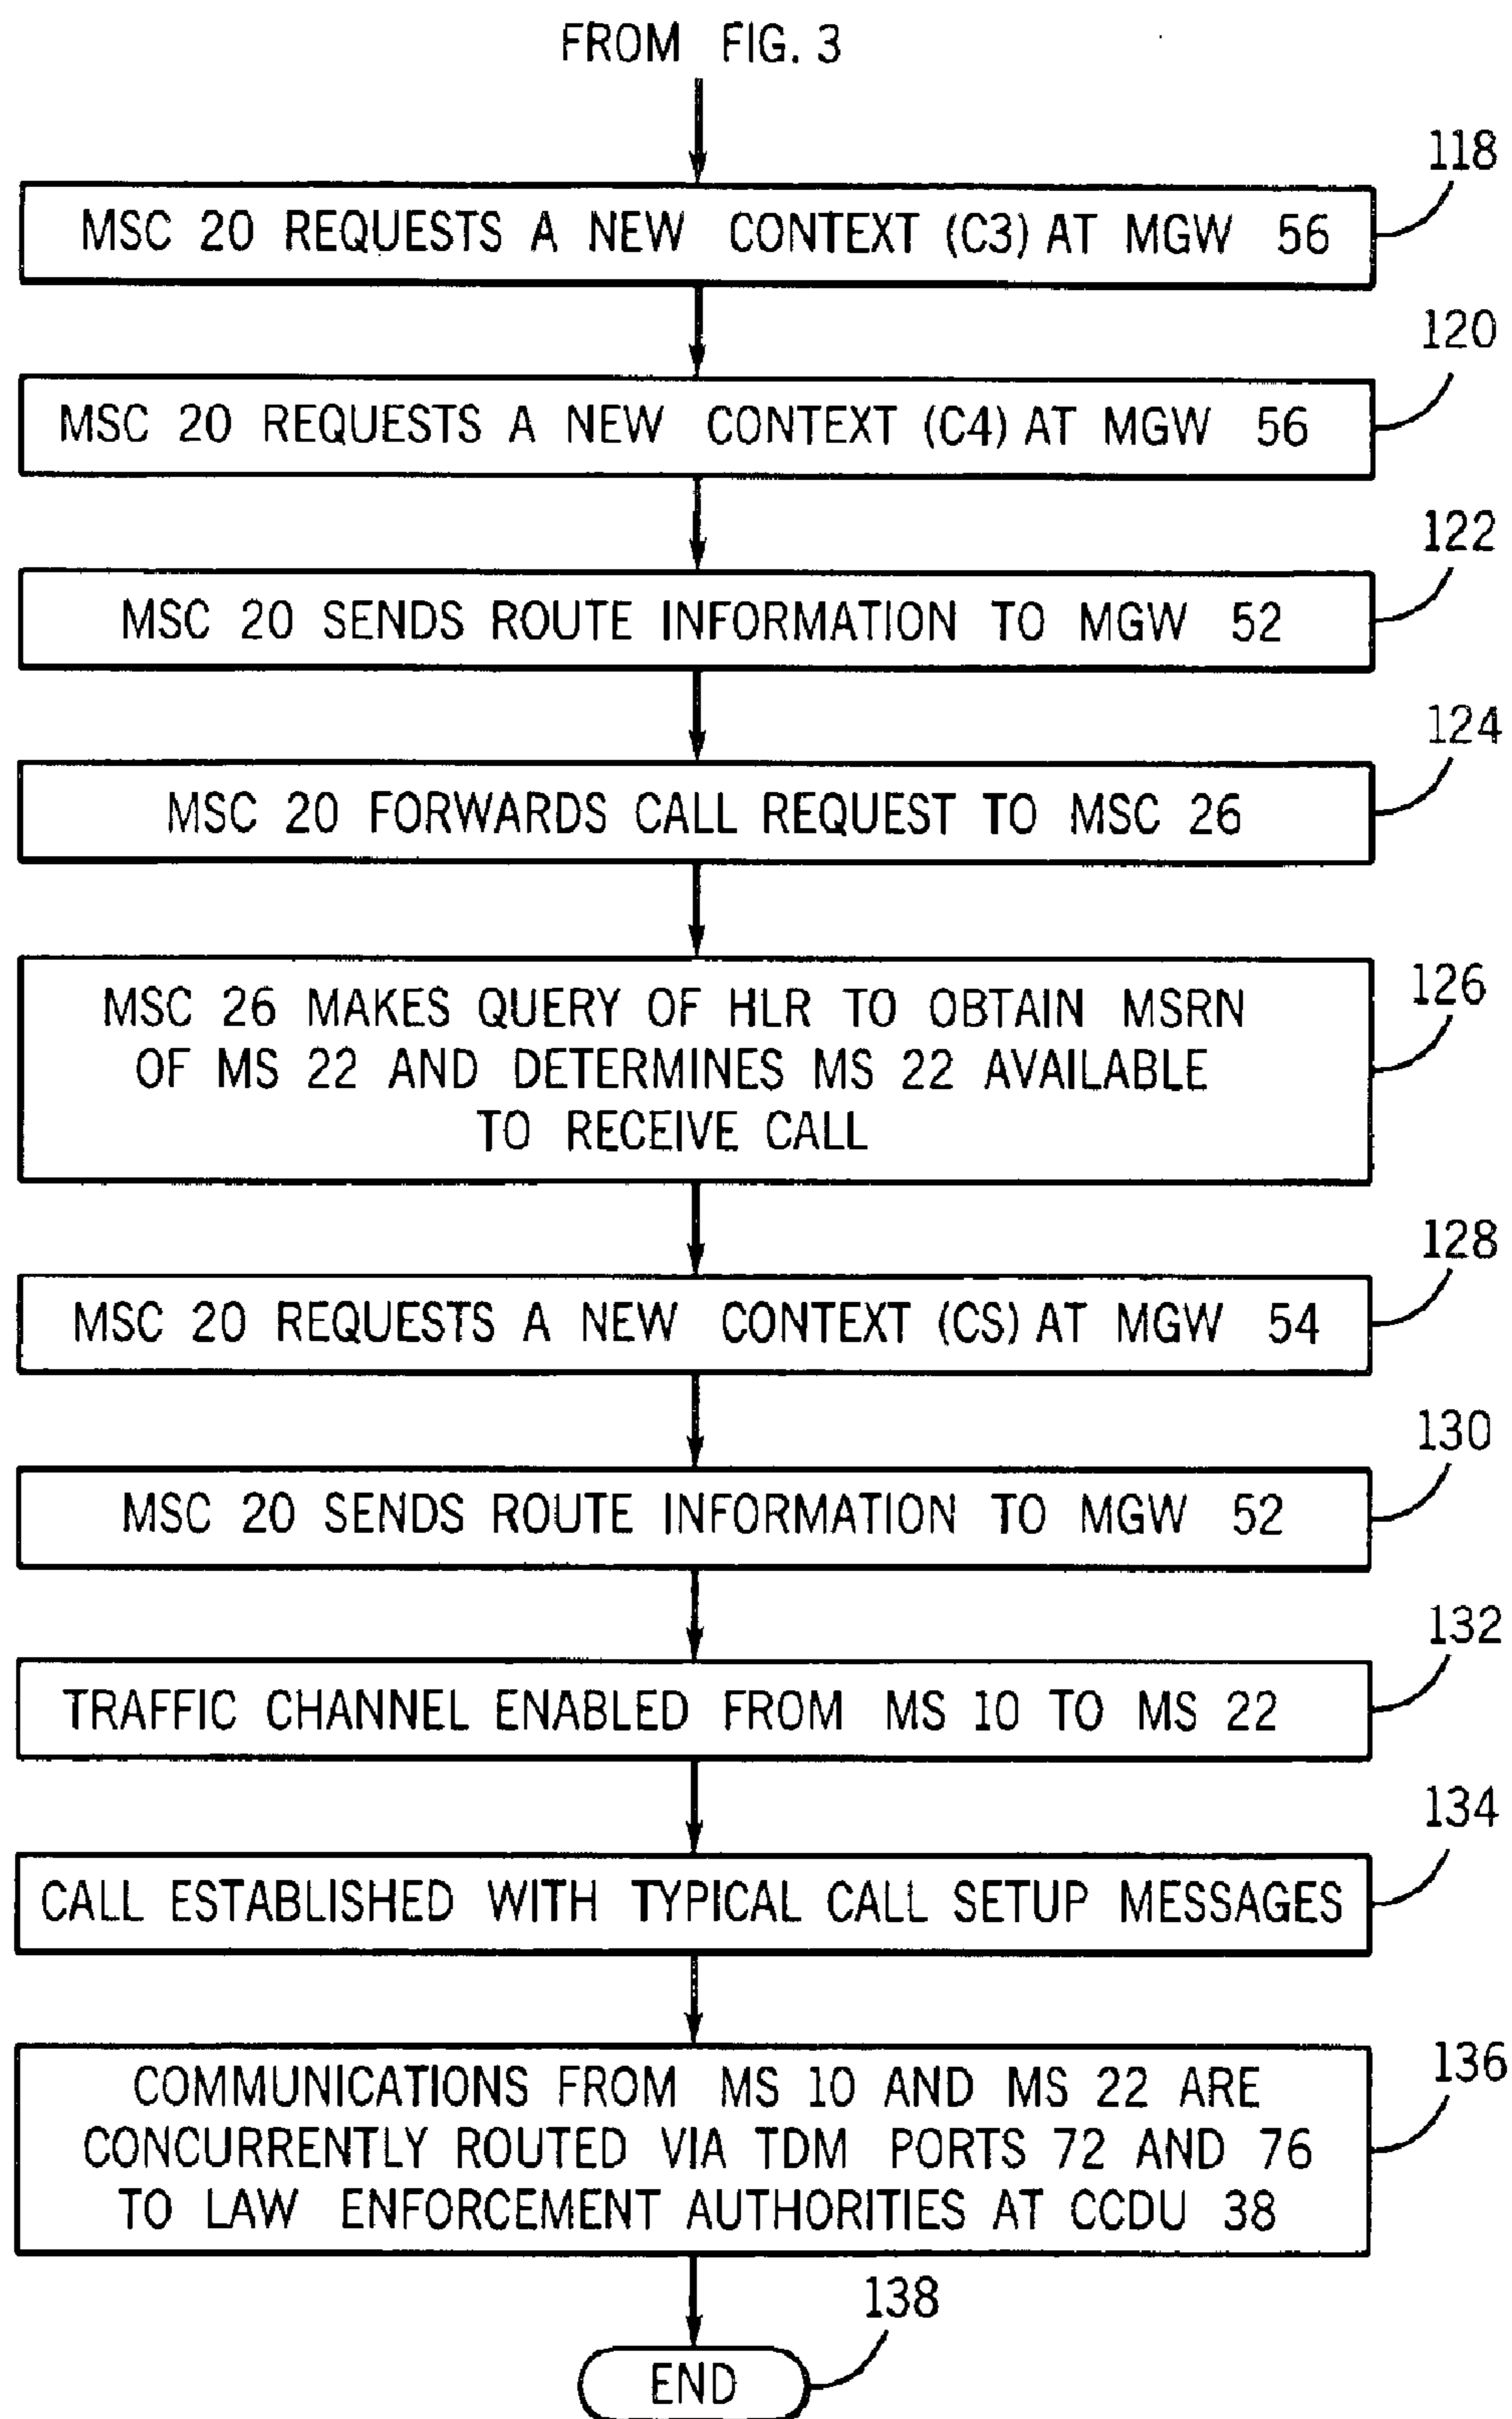 FROM FIG. 3
118
MSC 20 REQUESTS A NEW CONTEXT (C3) AT MGW 56
120
MSC 20 REQUESTS A NEW CONTEXT (C4) AT MGW 56
122
MSC 20 SENDS ROUTE INFORMATION TO MGW 52
124
MSC 20 FORWARDS CALL REQUEST TO MSC 26
126
MSC 26 MAKES QUERY OF HLR TO OBTAIN MSRN
OF MS 22 AND DETERMINES MS 22 AVAILABLE
TO RECEIVE CALL
128
MSC 20 REQUESTS A NEW CONTEXT (CS) AT MGW 54
130
MSC 20 SENDS ROUTE INFORMATION TO MGW 52
132
TRAFFIC CHANNEL ENABLED FROM MS 10 TO MS 22
134
CALL ESTABLISHED WITH TYPICAL CALL SETUP MESSAGES
136
COMMUNICATIONS FROM MS 10 AND MS 22 ARE
CONCURRENTLY ROUTED VIA TDM PORTS 72 AND 76
TO LAW ENFORCEMENT AUTHORITIES AT CCDU 38
138
END